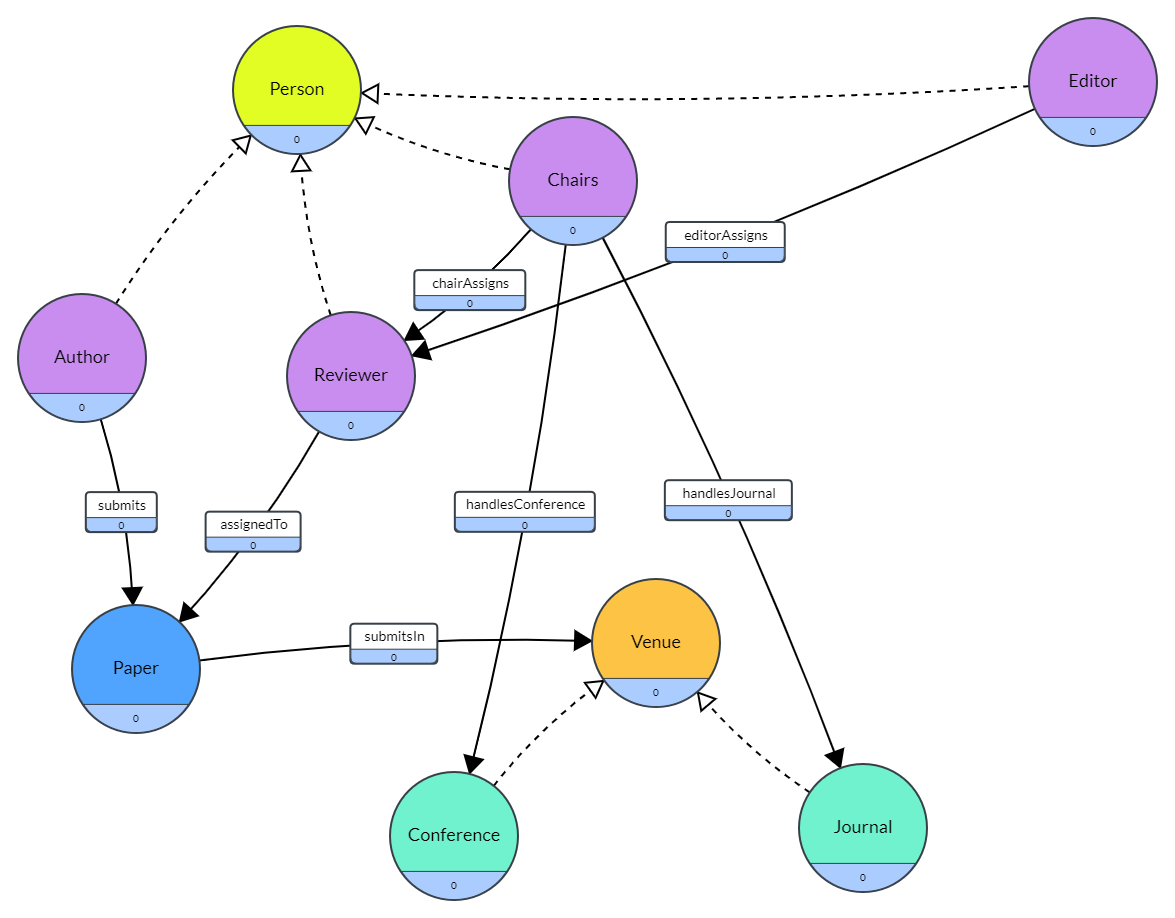 Person
0
Editor
0
Chairs
0
editorAssigns
0
chairAssigns
0
Author
0
Reviewer
0
submits
0
assignedTo
0
handlesConference
0
handlesJournal
0
Paper
0
submitsIn
0
Venue
0
Conference
0
Journal
0